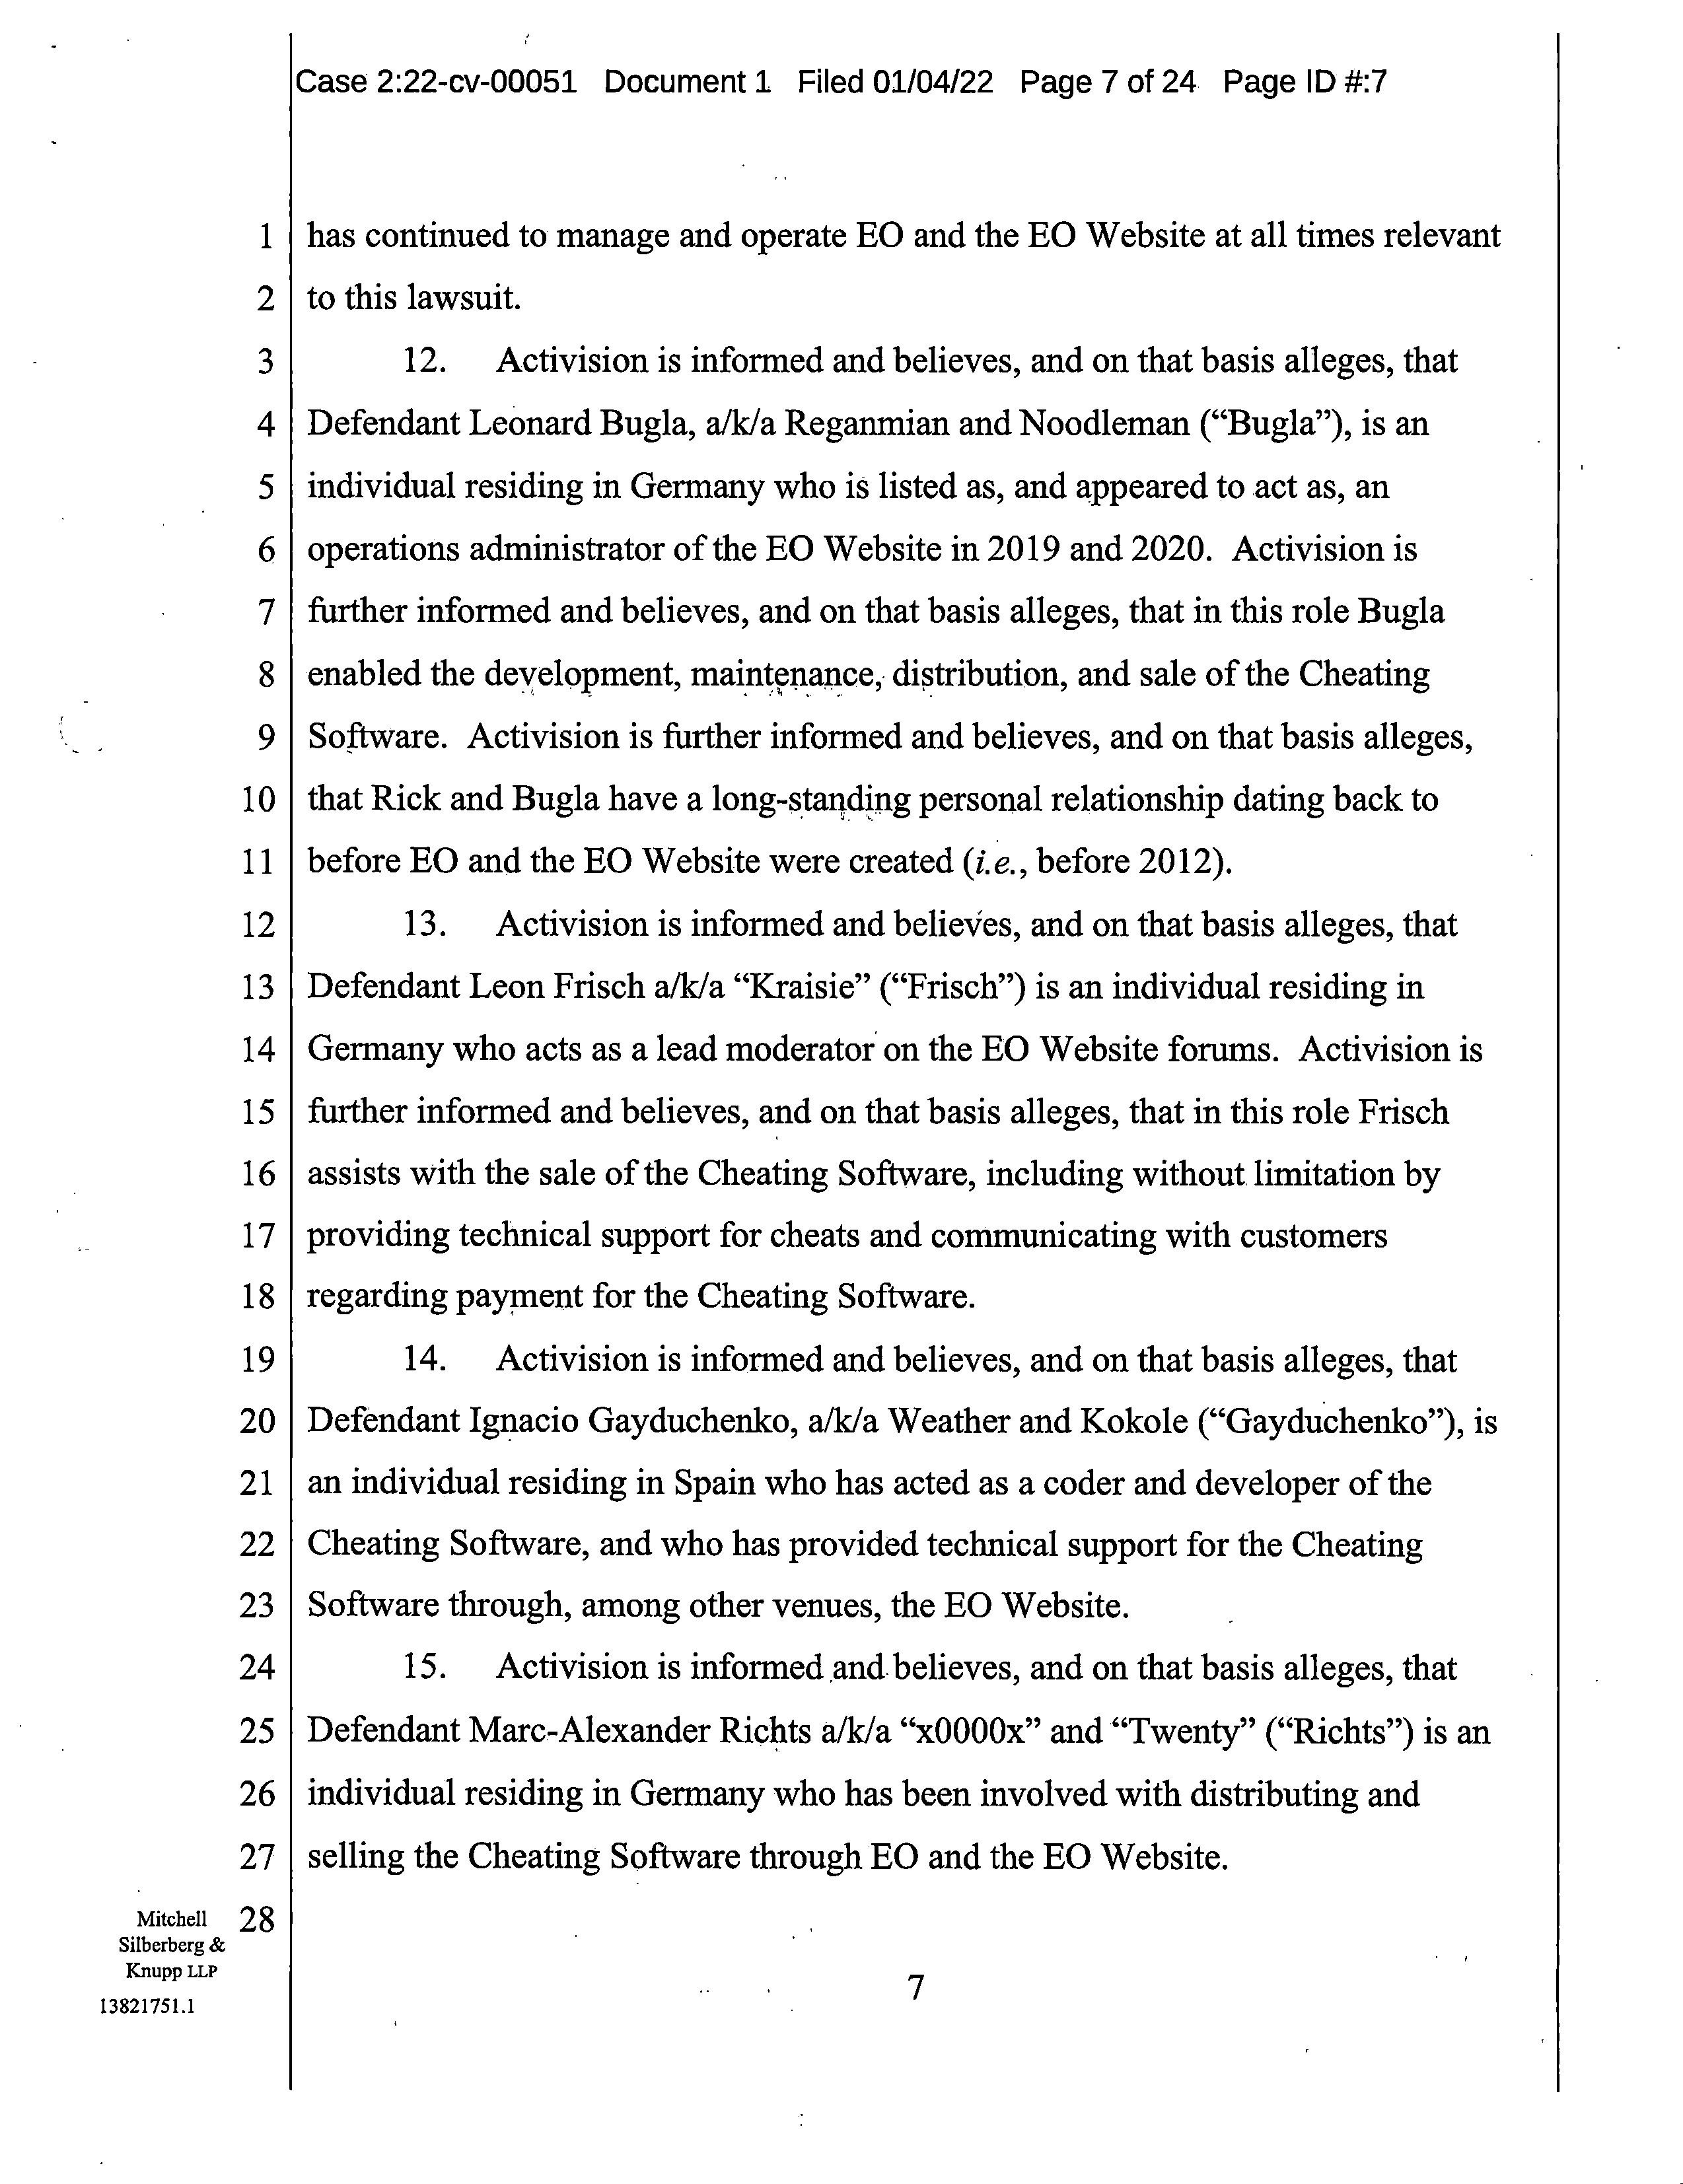 Case 2:22-cv-00051 Document 1 Filed 01/04/22 Page 7 of 24 Page ID #:7
1 has continued to manage and operate EO and the EO Website at all times relevant
2 to this lawsuit.
3 12. Activision is informed and believes, and on that basis alleges, that
4 Defendant Leonard Bugla, a/k/a Reganmian and Noodleman (“Bugla”), is an
5 individual residing in Germany who is listed as, and appeared to act as, an
6 operations administrator of the EO Website in 2019 and 2020. Activision is
7 further informed and believes, and on that basis alleges, that in this role Bugla
8 enabled the development, maintenance, distribution, and sale of the Cheating
9 Software. Activision is further informed and believes, and on that basis alleges,
10 that Rick and Bugla have a long-standing personal relationship dating back to
11 before EO and the EO Website were created (i.e., before 2012).
12 13. Activision is informed and believes, and on that basis alleges, that
13 Defendant Leon Frisch a/k/a “Kraisie” (“Frisch”) is an individual residing in
14 Germany who acts as a lead moderator on the EO Website forums. Activision is
15 further informed and believes, and on that basis alleges, that in this role Frisch
16 assists with the sale of the Cheating Software, including without limitation by
17 providing technical support for cheats and communicating with customers
18 regarding payment for the Cheating Software.
19 14. Activision is informed and believes, and on that basis alleges, that
20 Defendant Ignacio Gayduchenko, a/k/a Weather and Kokole (“Gayduchenko”), is
21 an individual residing in Spain who has acted as a coder and developer of the
22 Cheating Software, and who has provided technical support for the Cheating
23 Software through, among other venues, the EO Website.
24 15. Activision is informed and believes, and on that basis alleges, that
25 Defendant Marc-Alexander Richts a/k/a “x0000x” and “Twenty” (“Richts”) is an
26 individual residing in Germany who has been involved with distributing and
27 selling the Cheating Software through EO and the EO Website.
28
Mitchell
Silberberg &
Knupp LLP
13821751.1
7